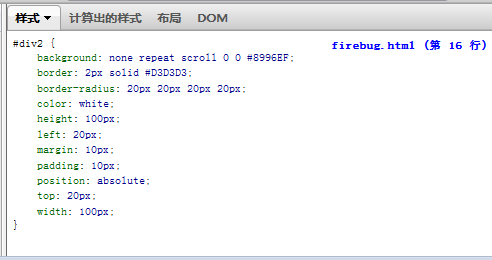 样式 计算出的样式 布局 DOM
#div2 { firebug.html (第 16 行)
background: none repeat scroll 0 0 #8996EF;
border: 2px solid #D3D3D3;
border-radius: 20px 20px 20px 20px;
color: white;
height: 100px;
left: 20px;
margin: 10px;
padding: 10px;
position: absolute;
top: 20px;
width: 100px;
}